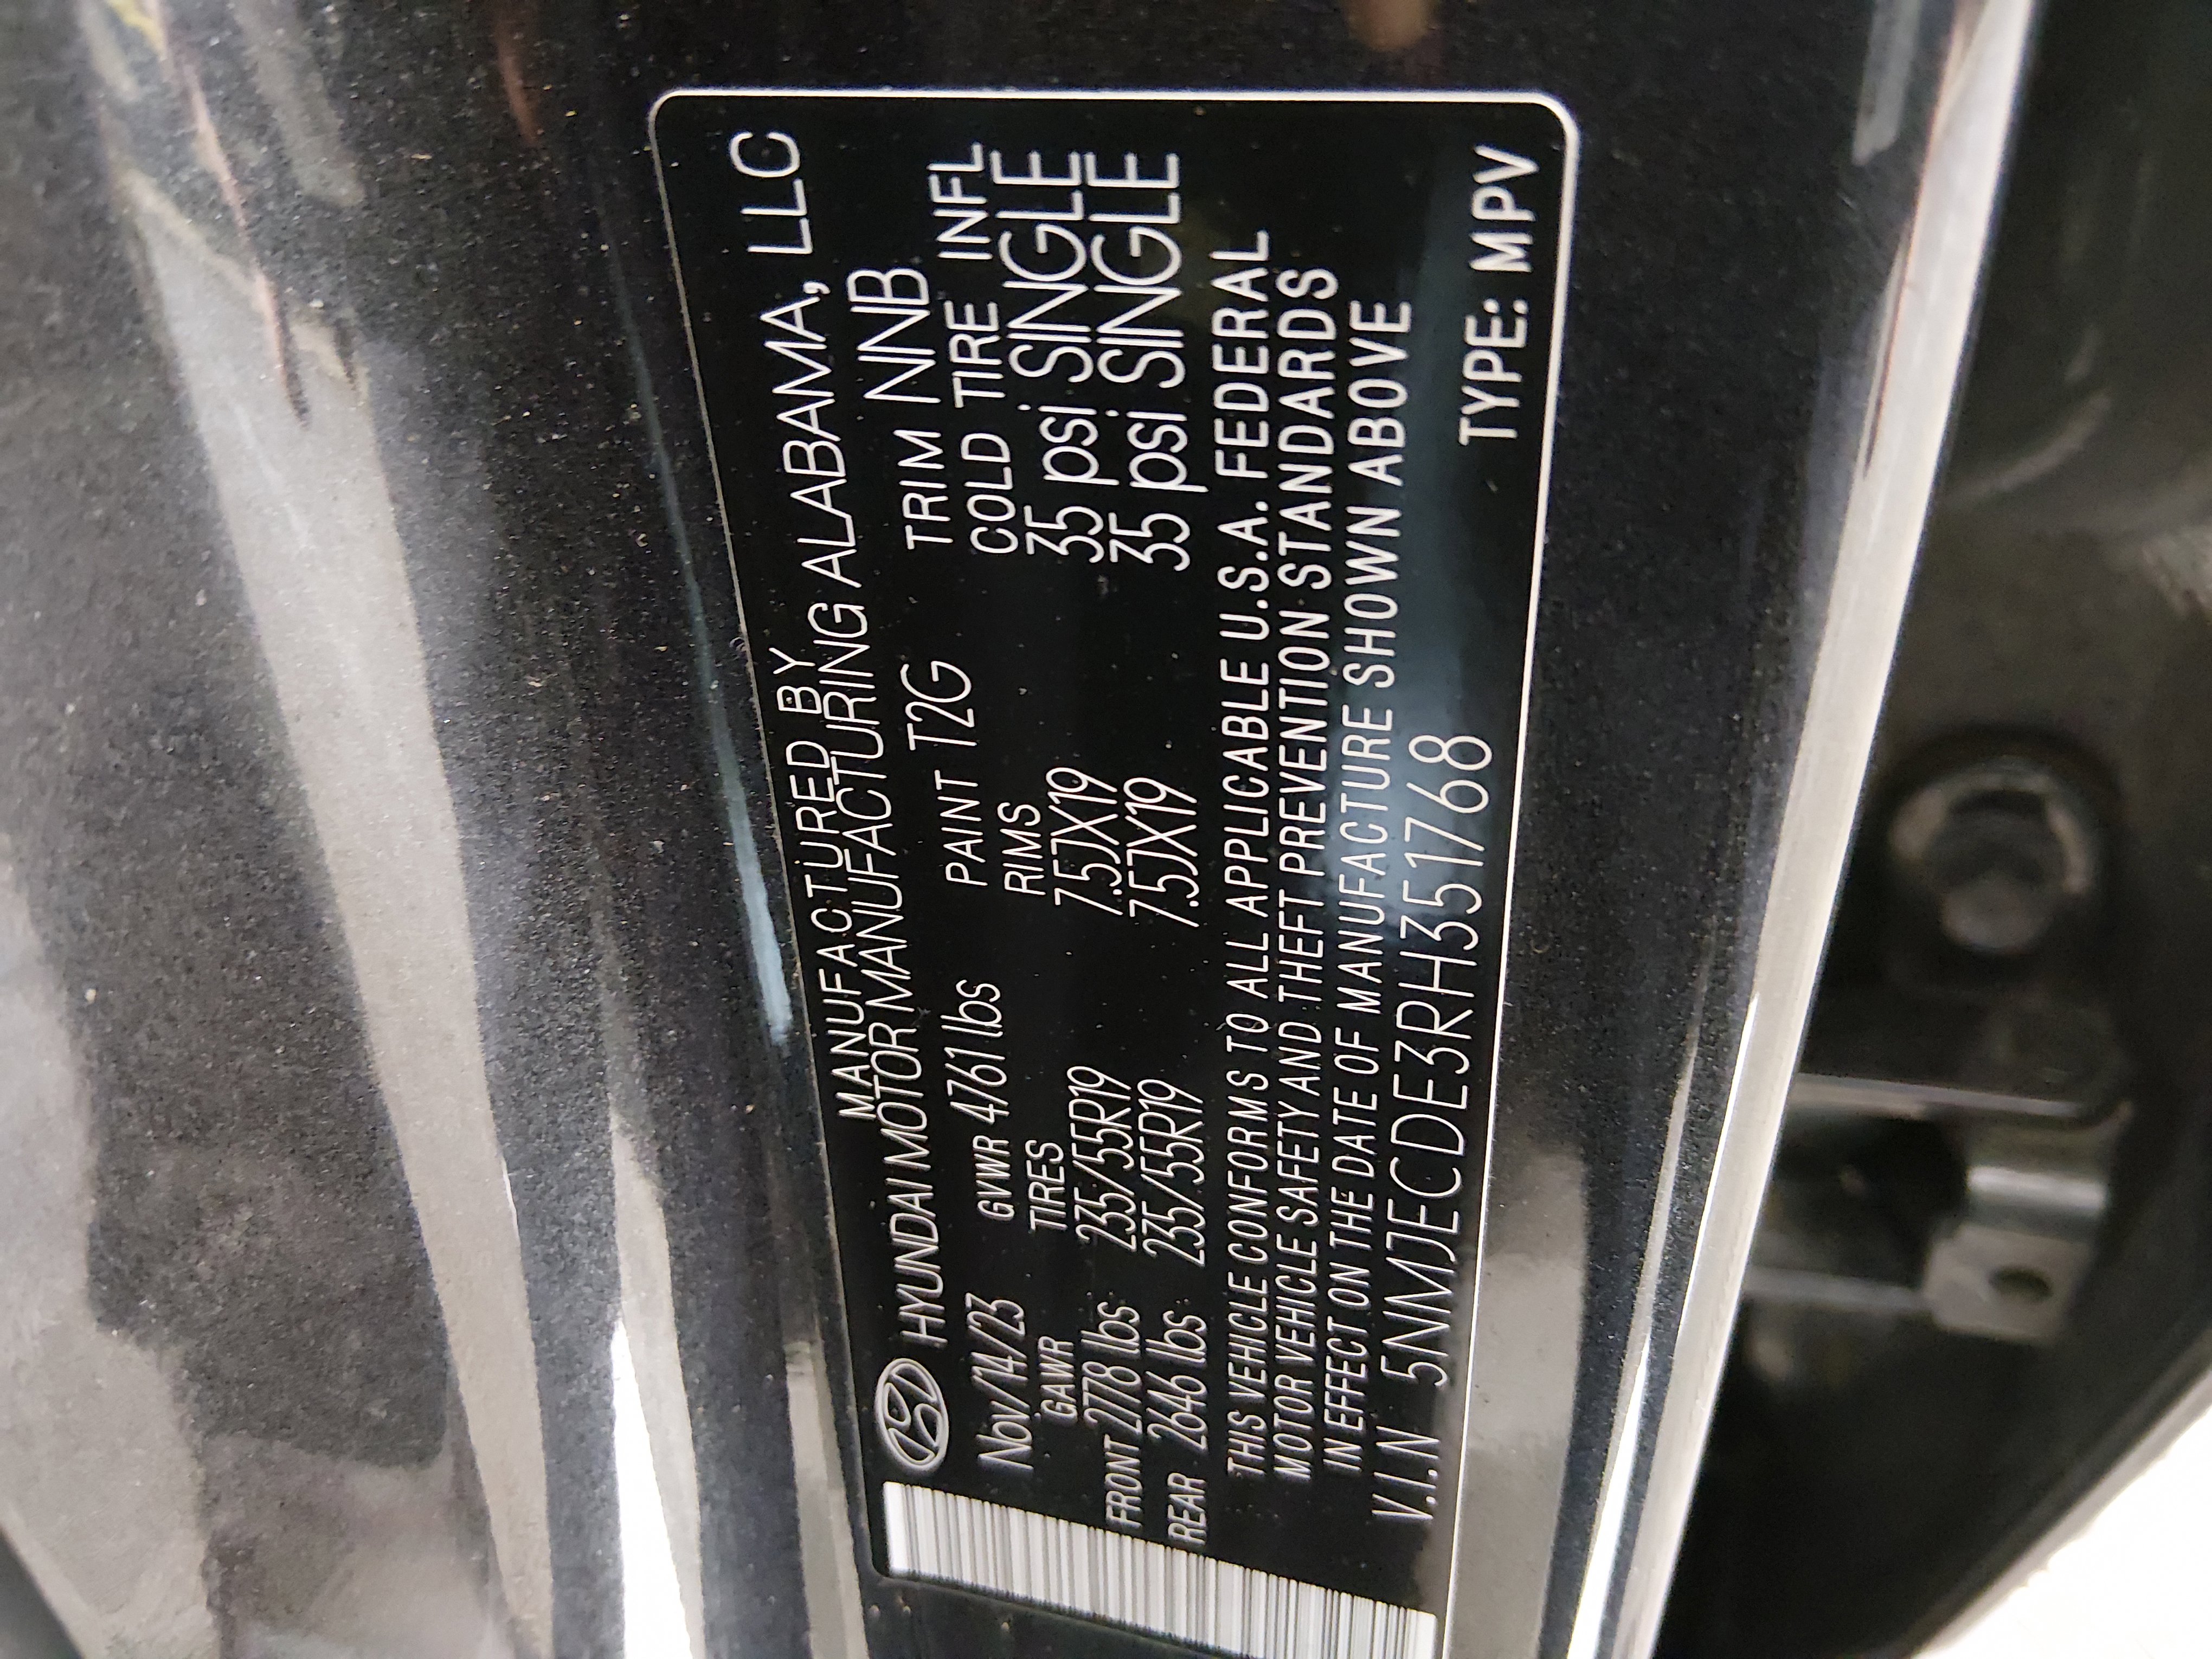 MANUFACTURED BY
HYUNDAI MOTOR MANUFACTURING ALABAMA, LLC
Nov/14/23 GVWR 4761 lbs PAINT T2G TRIM NNB
GAWR TIRES RIMS COLD TIRE INFL
FRONT 2778 lbs 235/55R19 7.5JX19 35 psi SINGLE
REAR 2646 lbs 235/55R19 7.5JX19 35 psi SINGLE
THIS VEHICLE CONFORMS TO ALL APPLICABLE U.S.A. FEDERAL
MOTOR VEHICLE SAFETY AND THEFT PREVENTION STANDARDS
IN EFFECT ON THE DATE OF MANUFACTURE SHOWN ABOVE
V.I.N 5NMJECDE3RH351768 TYPE: MPV